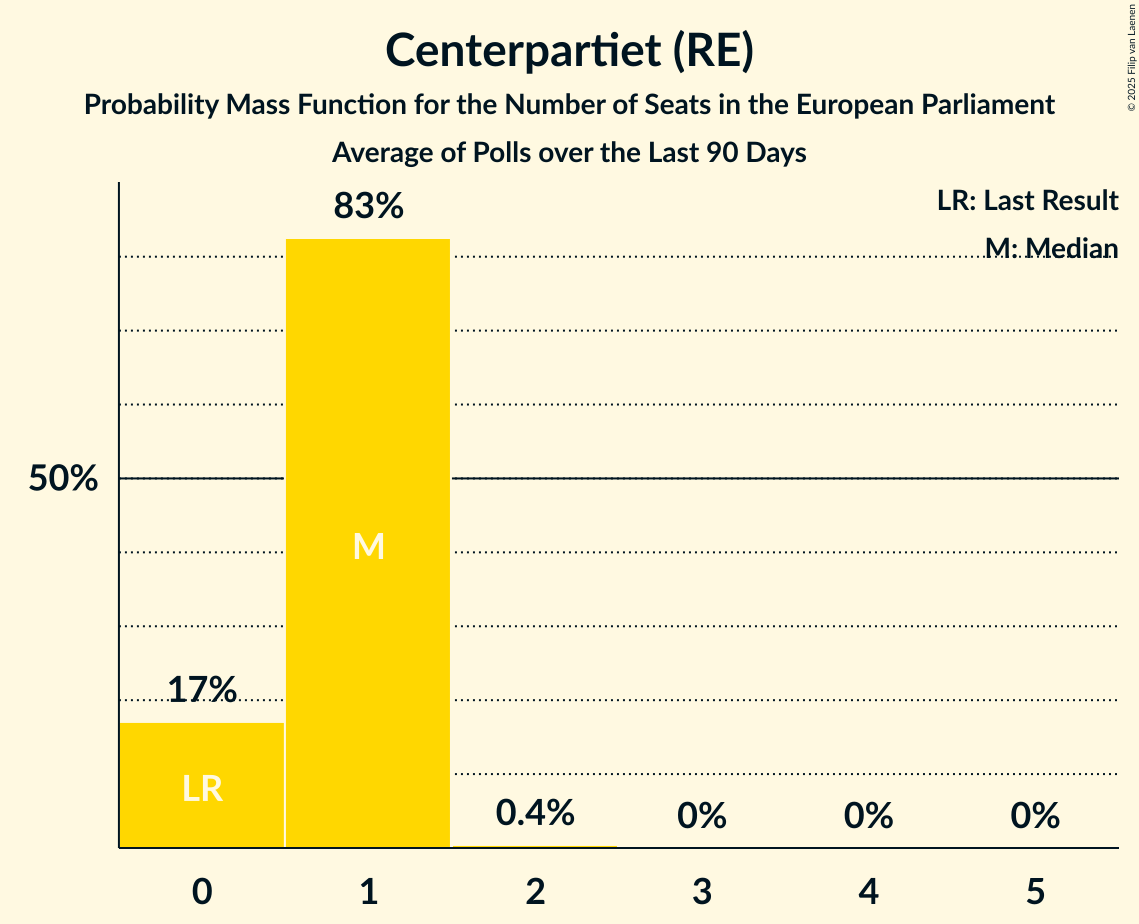 Centerpartiet (RE)
Probability Mass Function for the Number of Seats in the European Parliament
Average of Polls over the Last 90 Days
© 2025 Filip van Laenen
LR: Last Result
M: Median
83%
50%
M
17%
LR
0.4%
0%
0%
0%
0 1 2 3 4 5